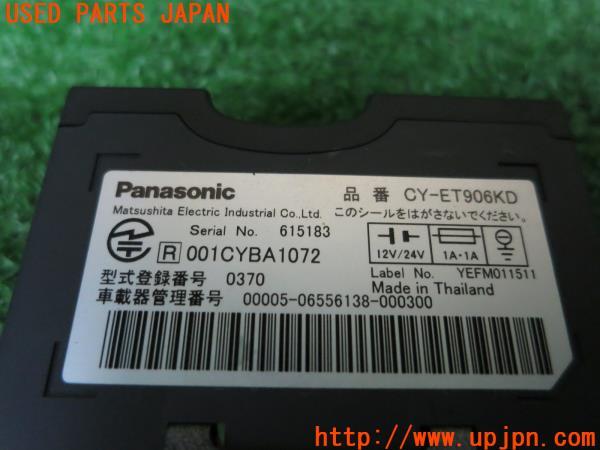 USED PARTS JAPAN
Panasonic
品 番 CY-ET906KD
Matsushita Electric Industrial Co.,Ltd.
このシールをはがさないでください。
Serial No. 615183
R 001CYBA1072
12V/24V
1A・1A
型式登録番号 0370
Label No. YEFM011511
Made in Thailand
車載器管理番号 00005-06556138-000300
https://www.upjpn.com/